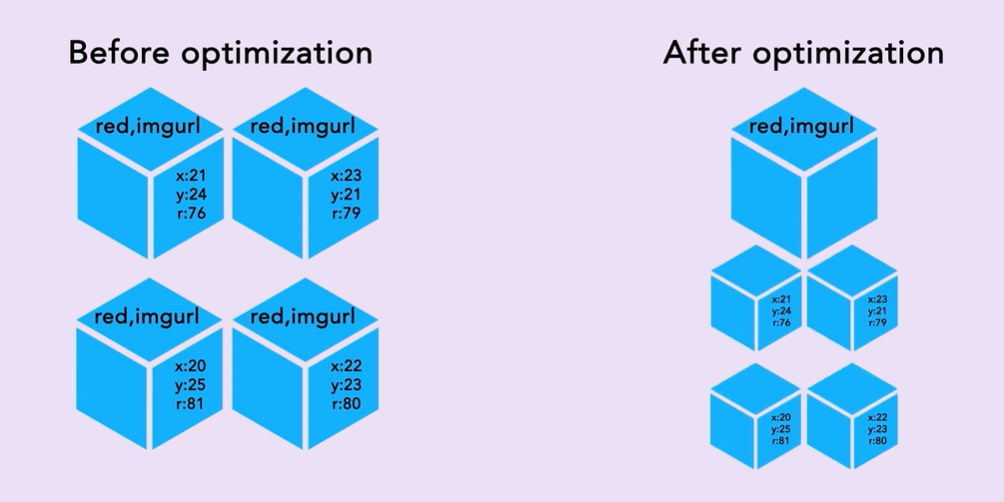 Before optimization
red,imgurl
x:21
y:24
r:76
red,imgurl
x:23
y:21
r:79
red,imgurl
x:20
y:25
r:81
red,imgurl
x:22
y:23
r:80
After optimization
red,imgurl
x:21
y:24
r:76
x:23
y:21
r:79
x:20
y:25
r:81
x:22
y:23
r:80